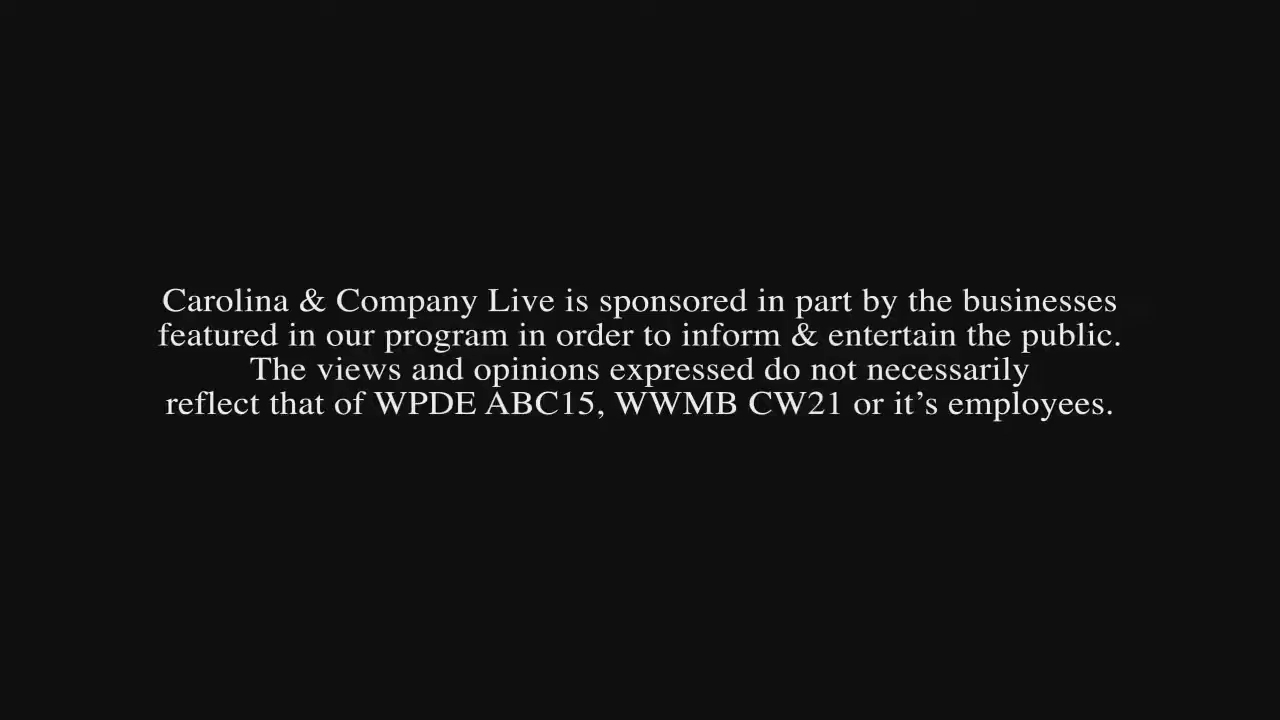 Carolina & Company Live is sponsored in part by the businesses
featured in our program in order to inform & entertain the public.
The views and opinions expressed do not necessarily
reflect that of WPDE ABC15, WWMB CW21 or it’s employees.